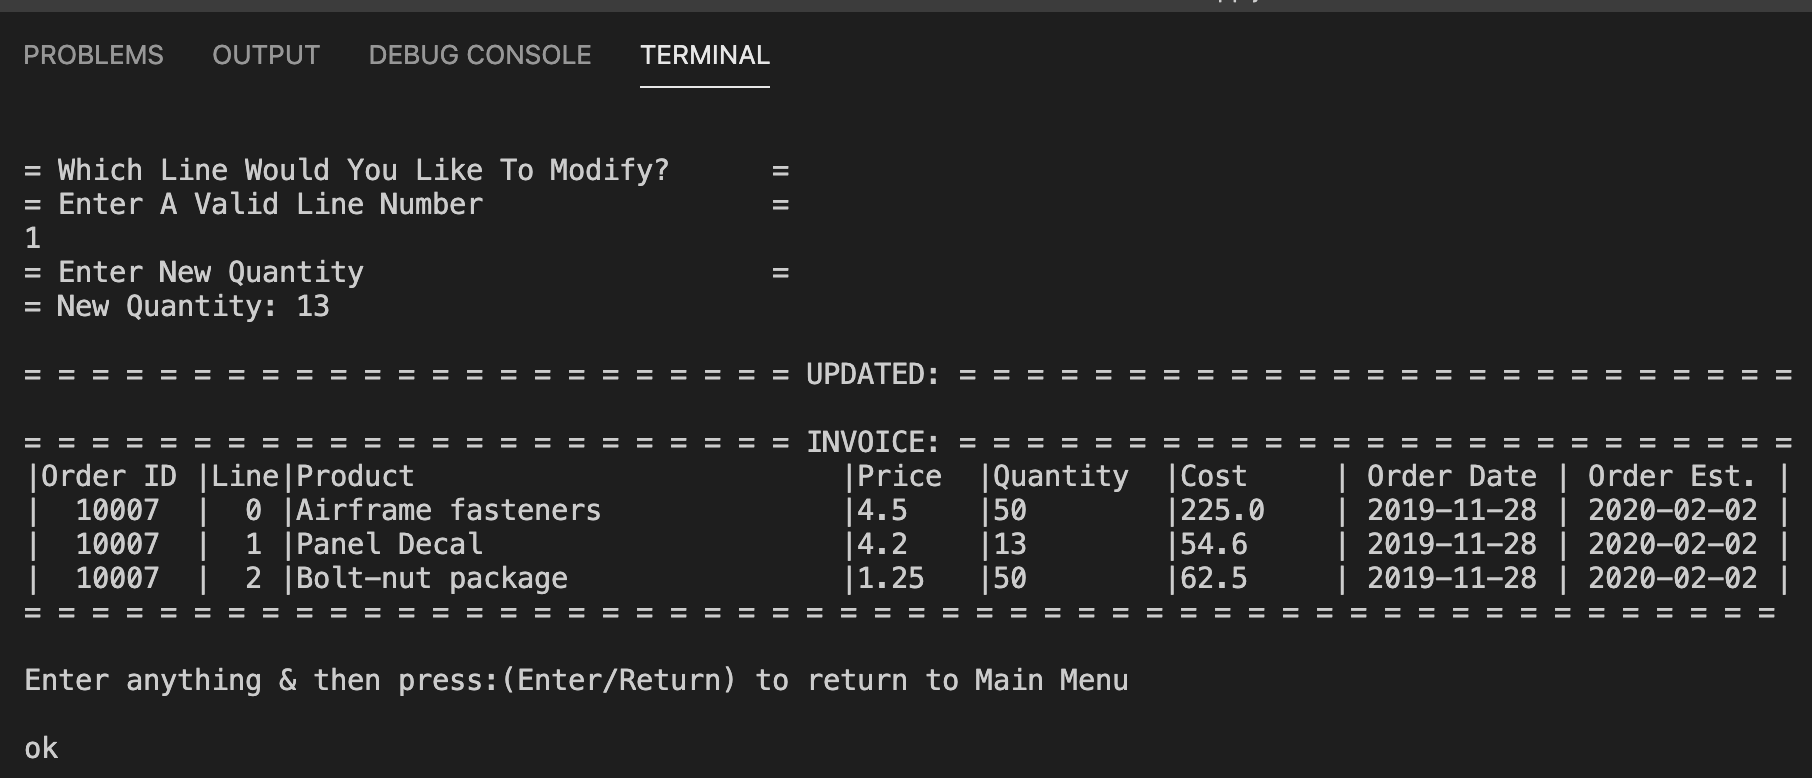 PROBLEMS OUTPUT DEBUG CONSOLE TERMINAL
= Which Line Would You Like To Modify?      =
= Enter A Valid Line Number                 =
1
= Enter New Quantity                        =
= New Quantity: 13
= = = = = = = = = = = = = = = = = = = = = = = UPDATED: = = = = = = = = = = = = = = = = = = = = = = = = =
= = = = = = = = = = = = = = = = = = = = = = = INVOICE: = = = = = = = = = = = = = = = = = = = = = = = = =
|Order ID |Line|Product                         |Price  |Quantity  |Cost     | Order Date | Order Est. |
|  10007  |  0 |Airframe fasteners              |4.5    |50        |225.0    | 2019-11-28 | 2020-02-02 |
|  10007  |  1 |Panel Decal                     |4.2    |13        |54.6     | 2019-11-28 | 2020-02-02 |
|  10007  |  2 |Bolt-nut package                |1.25   |50        |62.5     | 2019-11-28 | 2020-02-02 |
= = = = = = = = = = = = = = = = = = = = = = = = = = = = = = = = = = = = = = = = = = = = = = = = = = = =
Enter anything & then press:(Enter/Return) to return to Main Menu
ok